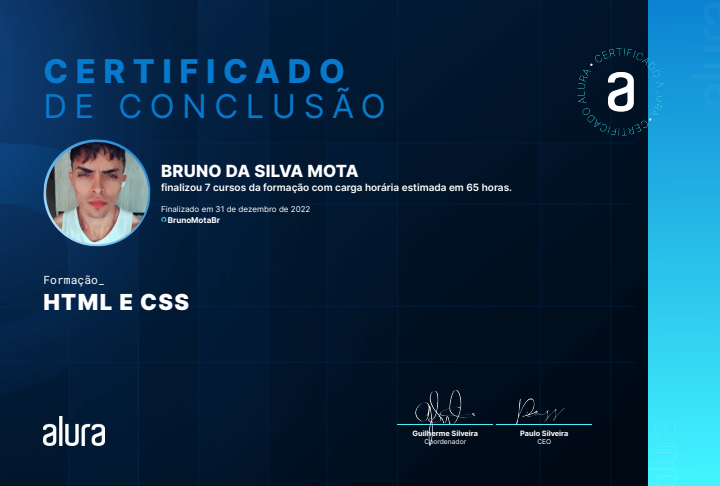 CERTIFICADO
DE CONCLUSÃO
CERTIFICADO ALURA • CERTIFICADO ALURA •
a
BRUNO DA SILVA MOTA
finalizou 7 cursos da formação com carga horária estimada em 65 horas.
Finalizado em 31 de dezembro de 2022
BrunoMotaBr
Formação_
HTML E CSS
alura
Guilherme Silveira
Coordenador
Paulo Silveira
CEO
alura
alura